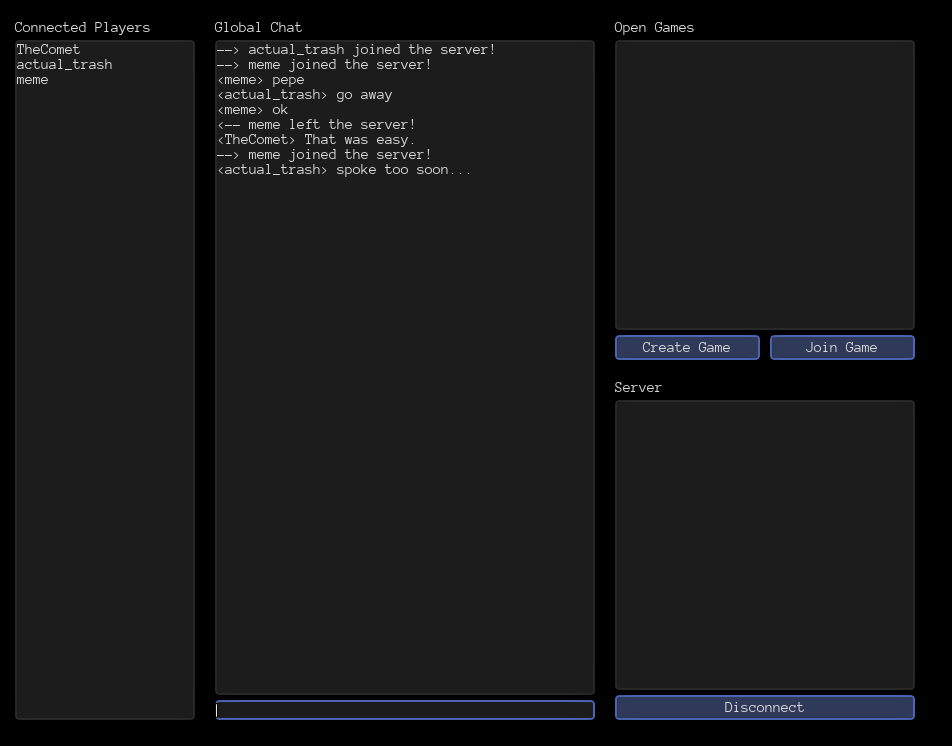 Connected Players
TheComet
actual_trash
meme
Global Chat
--> actual_trash joined the server!
--> meme joined the server!
<meme> pepe
<actual_trash> go away
<meme> ok
<-- meme left the server!
<TheComet> That was easy.
--> meme joined the server!
<actual_trash> spoke too soon...
Open Games
Create Game
Join Game
Server
Disconnect